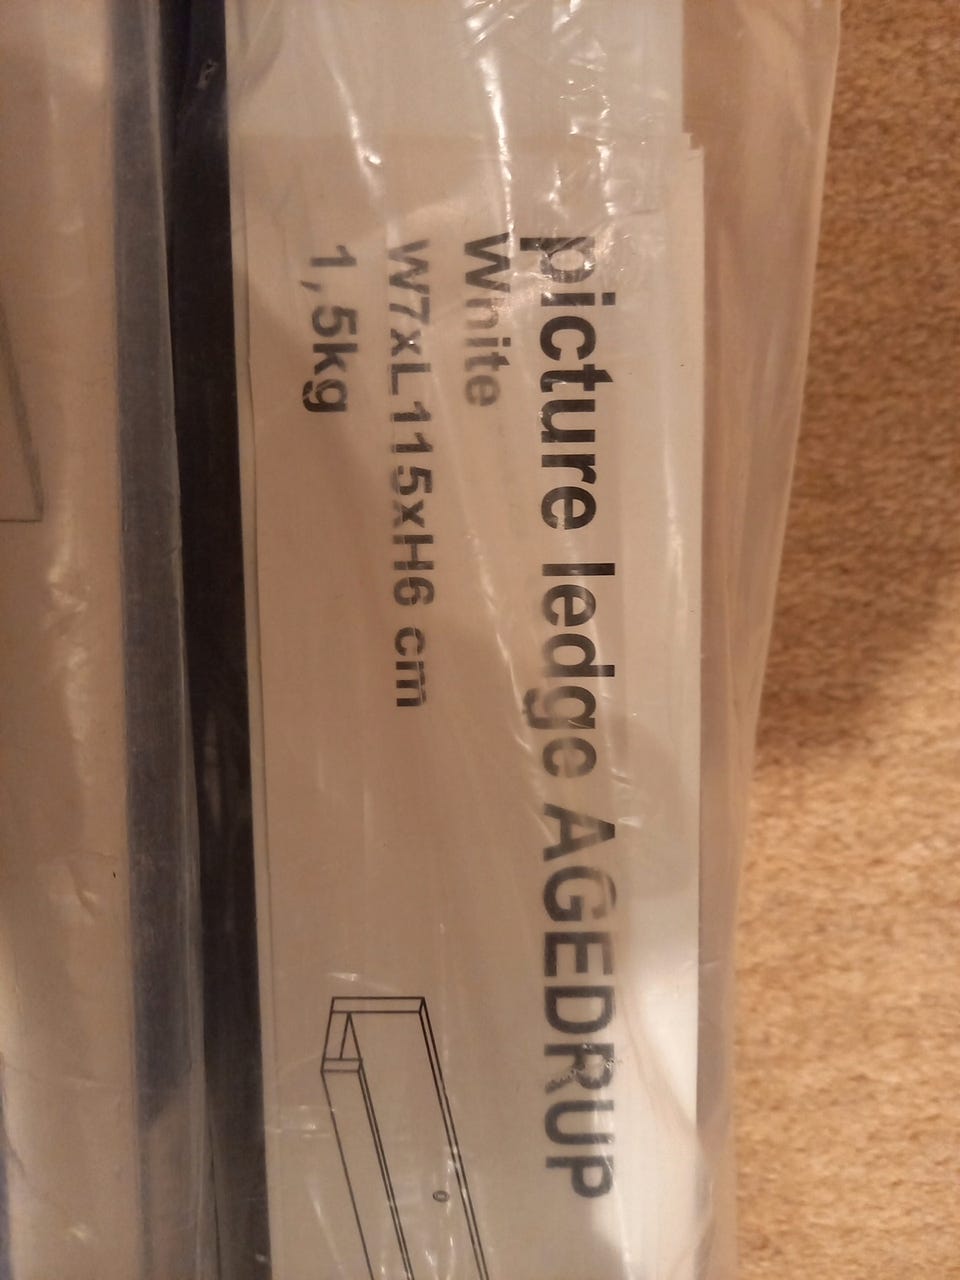 picture ledge AGEDRUP
White
W7xL115xH6 cm
1,5kg